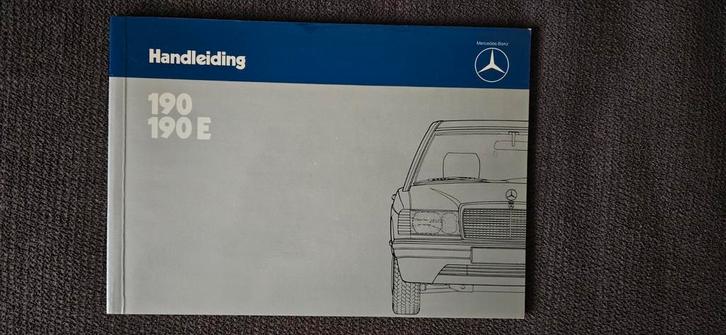 Handleiding
Mercedes-Benz
190
190 E